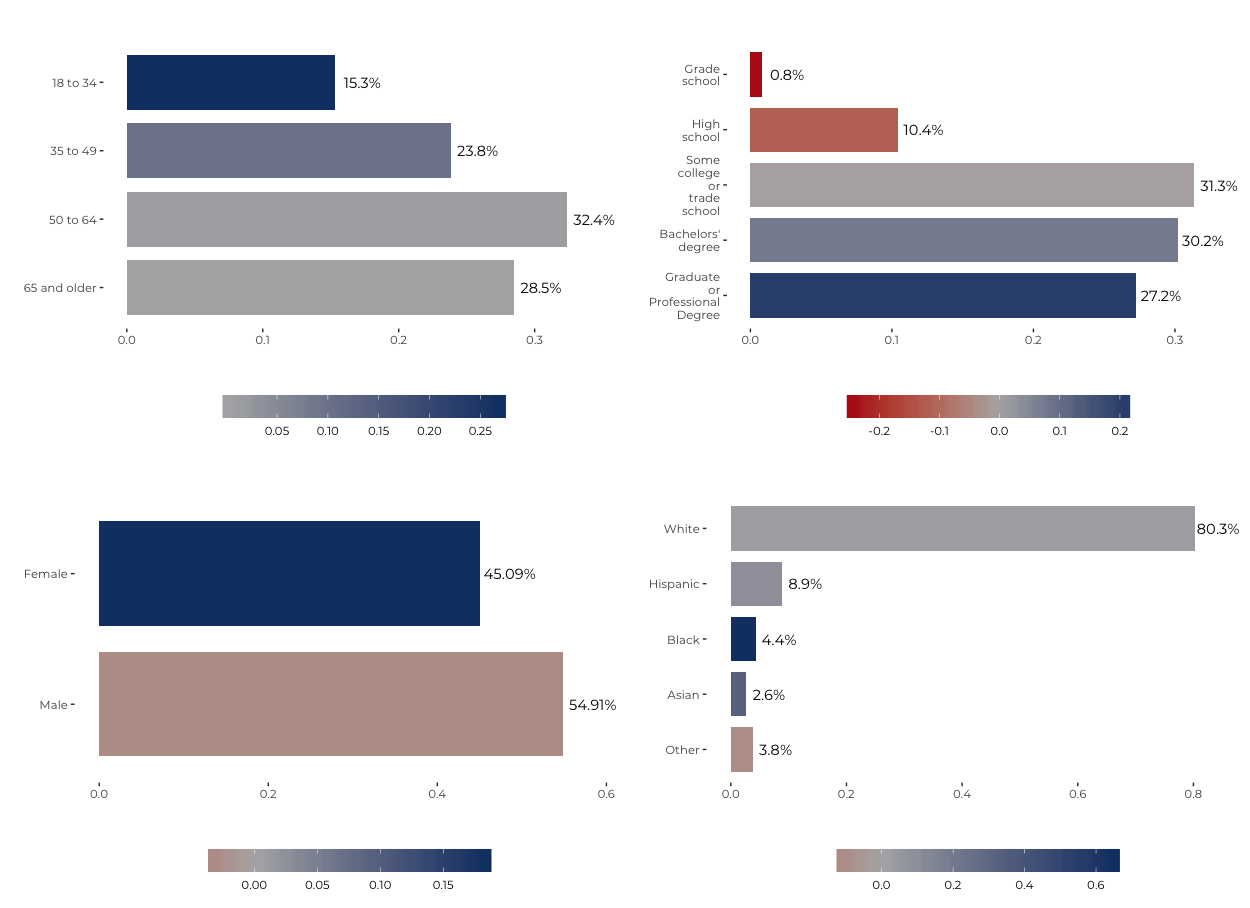 18 to 34
15.3%
35 to 49
23.8%
50 to 64
32.4%
65 and older
28.5%
0.0 0.1 0.2 0.3
0.05 0.10 0.15 0.20 0.25
Grade
school
0.8%
High
school
10.4%
Some
college
or
trade
school
31.3%
Bachelors'
degree
30.2%
Graduate
or
Professional
Degree
27.2%
0.0 0.1 0.2 0.3
-0.2 -0.1 0.0 0.1 0.2
Female
45.09%
Male
54.91%
0.0 0.2 0.4 0.6
0.00 0.05 0.10 0.15
White
80.3%
Hispanic
8.9%
Black
4.4%
Asian
2.6%
Other
3.8%
0.0 0.2 0.4 0.6 0.8
0.0 0.2 0.4 0.6